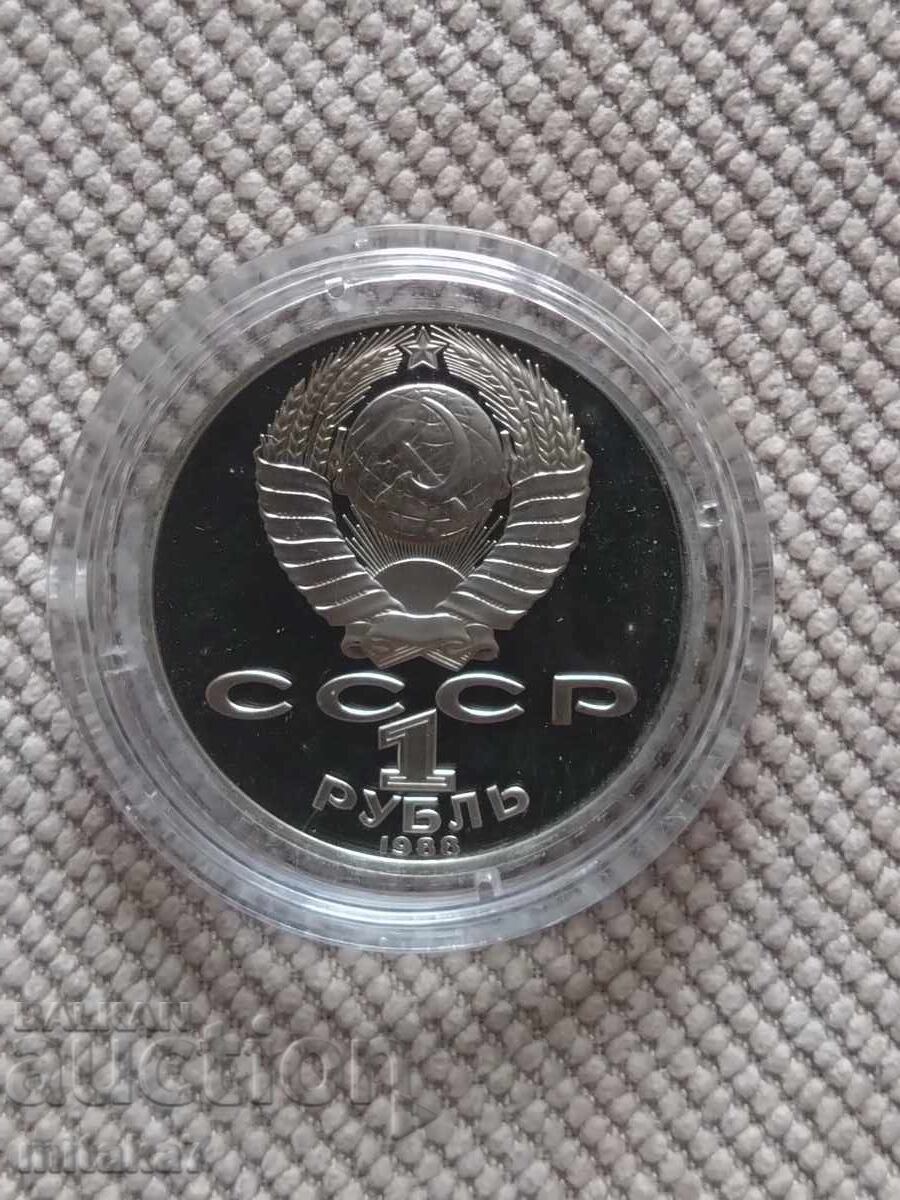 СССР
1
РУБЛЬ
1988
BALKAN
auction
mitaka7